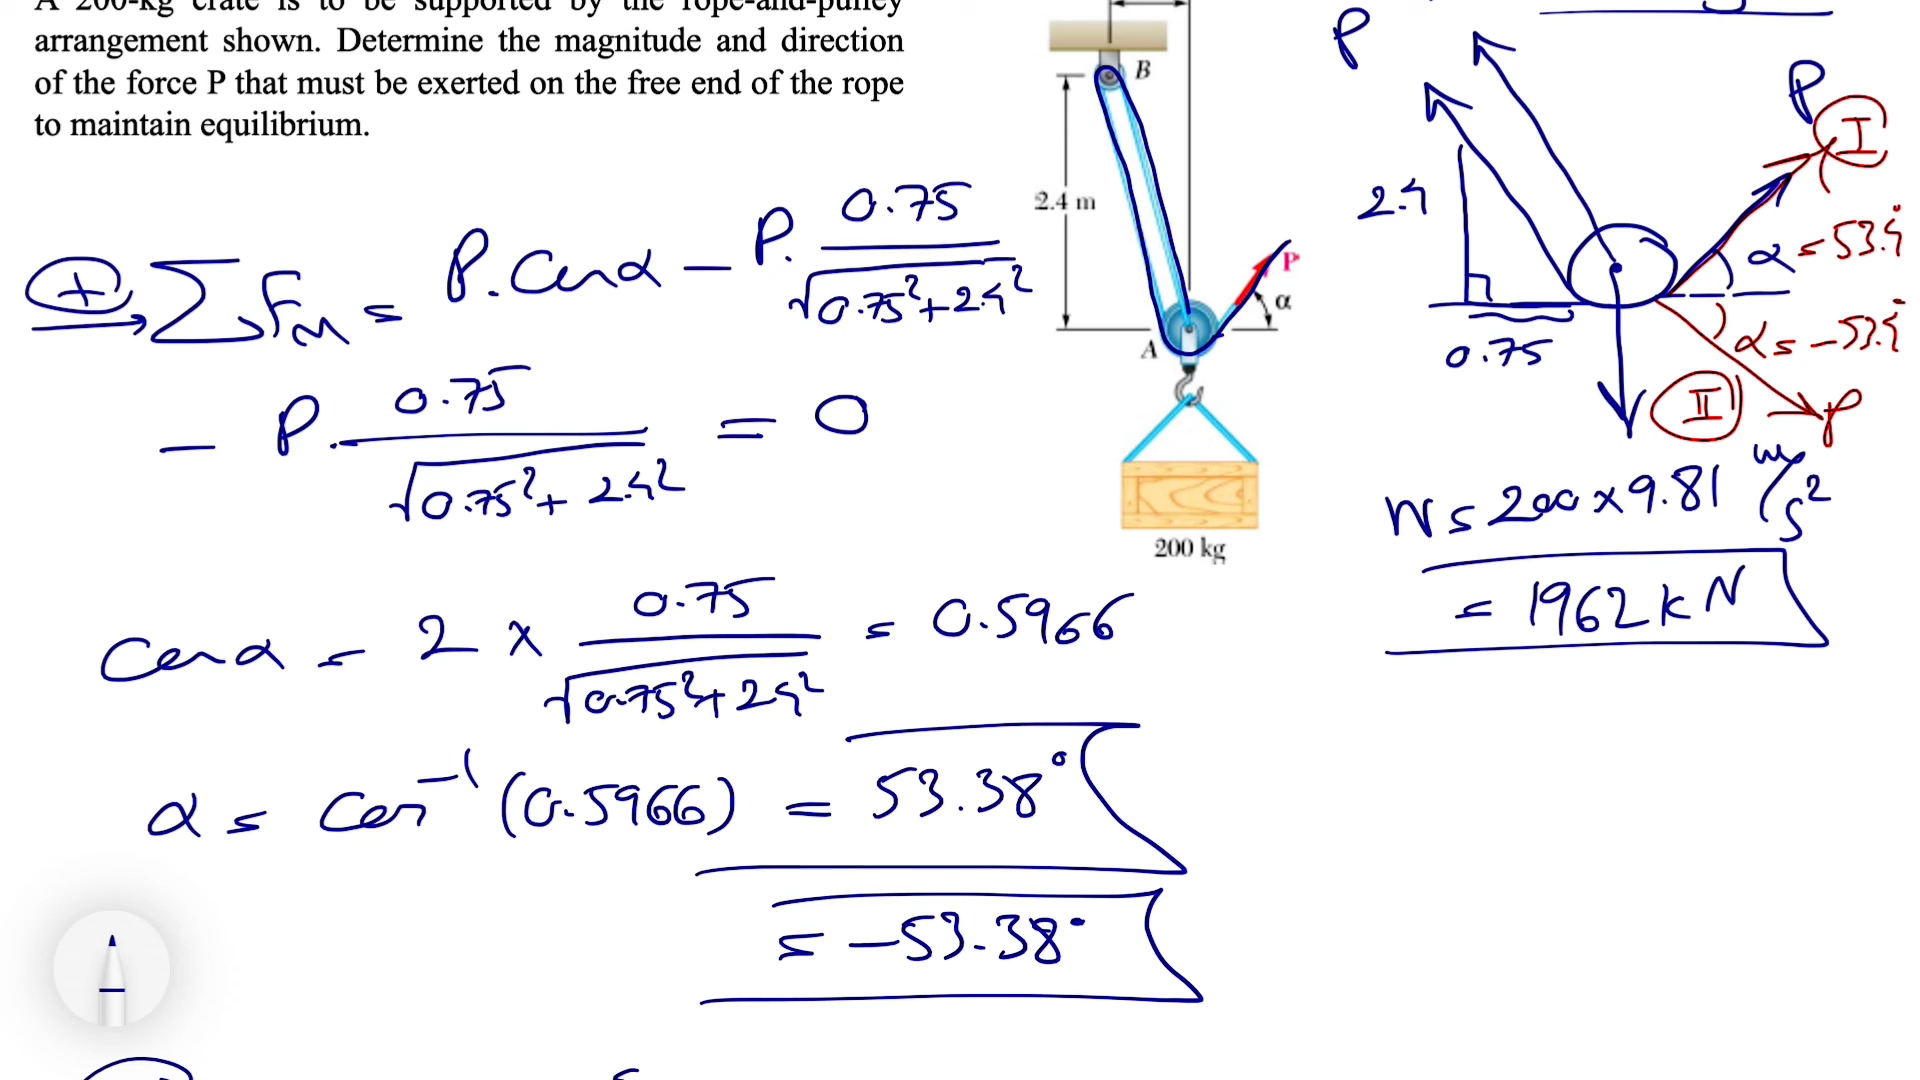 A 200-kg crate is to be supported by the rope-and-pulley
arrangement shown. Determine the magnitude and direction
of the force P that must be exerted on the free end of the rope
to maintain equilibrium.
B
2.4 m
P
α
A
200 kg
P
P
I
2.4
α = 53.4°
0.75
α = -53.4°
II
P
W = 200 x 9.81 m/s²
= 1962 kN
+ → ΣFx = P. cos α - P. 0.75 / √0.75²+2.4²
- P. 0.75 / √0.75²+2.4² = 0
cos α = 2 x 0.75 / √0.75²+2.4² = 0.5966
α = cos⁻¹ (0.5966) = 53.38°
= -53.38°